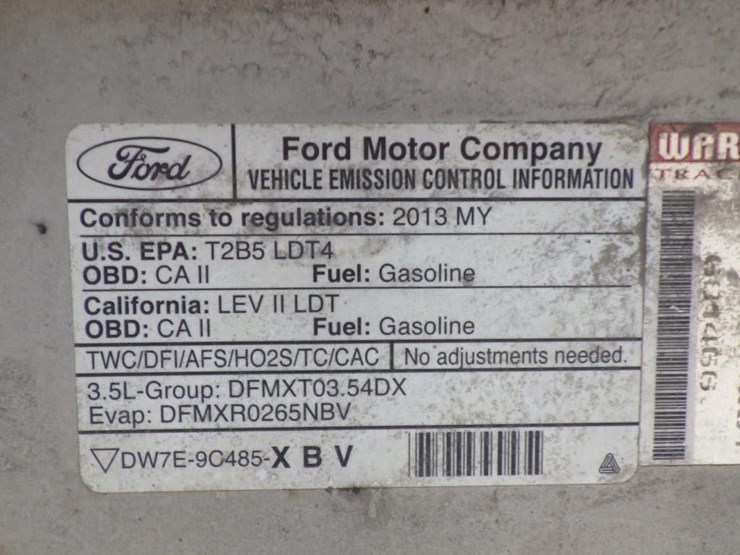 Ford
Ford Motor Company
VEHICLE EMISSION CONTROL INFORMATION
Conforms to regulations: 2013 MY
U.S. EPA: T2B5 LDT4
OBD: CA II Fuel: Gasoline
California: LEV II LDT
OBD: CA II Fuel: Gasoline
TWC/DFI/AFS/HO2S/TC/CAC No adjustments needed.
3.5L-Group: DFMXT03.54DX
Evap: DFMXR0265NBV
DW7E-9C485-X B V
WAR
TRAC